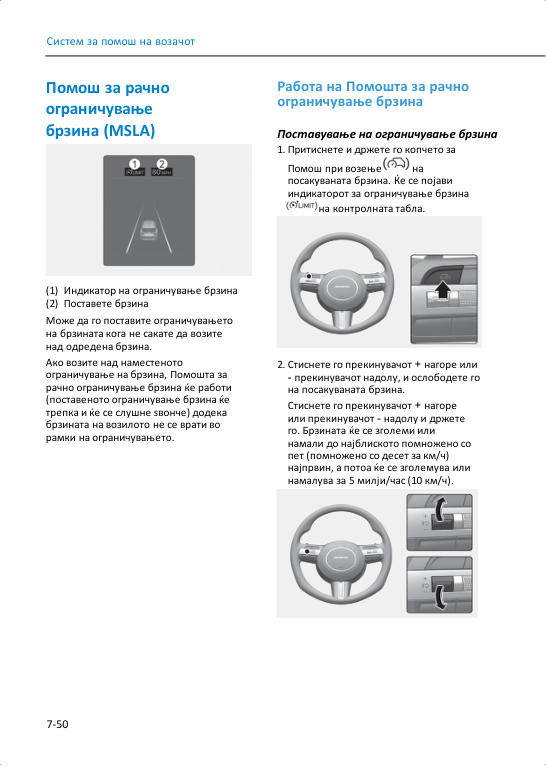 Систем за помош на возачот
Помош за рачно
ограничување
брзина (MSLA)
1 2
LIMIT 80 MPH
(1) Индикатор на ограничување брзина
(2) Поставете брзина
Може да го поставите ограничувањето
на брзината кога не сакате да возите
над одредена брзина.
Ако возите над наместеното
ограничување на брзина, Помошта за
рачно ограничување брзина ќе работи
(поставеното ограничување брзина ќе
трепка и ќе се слушне ѕвонче) додека
брзината на возилото не се врати во
рамки на ограничувањето.
Работа на Помошта за рачно
ограничување брзина
Поставување на ограничување брзина
1. Притиснете и држете го копчето за
Помош при возење ( ) на
посакуваната брзина. Ќе се појави
индикаторот за ограничување брзина
( LIMIT) на контролната табла.
2. Стиснете го прекинувачот + нагоре или
- прекинувачот надолу, и ослободете го
на посакуваната брзина.
Стиснете го прекинувачот + нагоре
или прекинувачот - надолу и држете
го. Брзината ќе се зголеми или
намали до најблиското помножено со
пет (помножено со десет за км/ч)
најпрвин, а потоа ќе се зголемува или
намалува за 5 милји/час (10 км/ч).
7-50